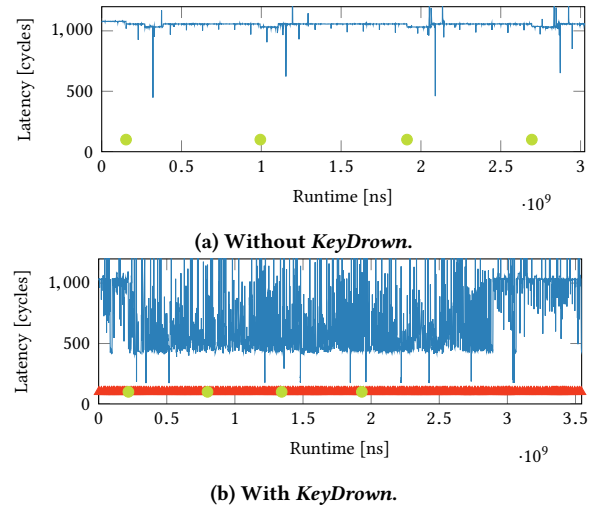 1,000
500
0
Latency [cycles]
0 0.5 1 1.5 2 2.5 3
Runtime [ns]
·10⁹
(a) Without KeyDrown.
1,000
500
0
Latency [cycles]
0 0.5 1 1.5 2 2.5 3 3.5
Runtime [ns]
·10⁹
(b) With KeyDrown.